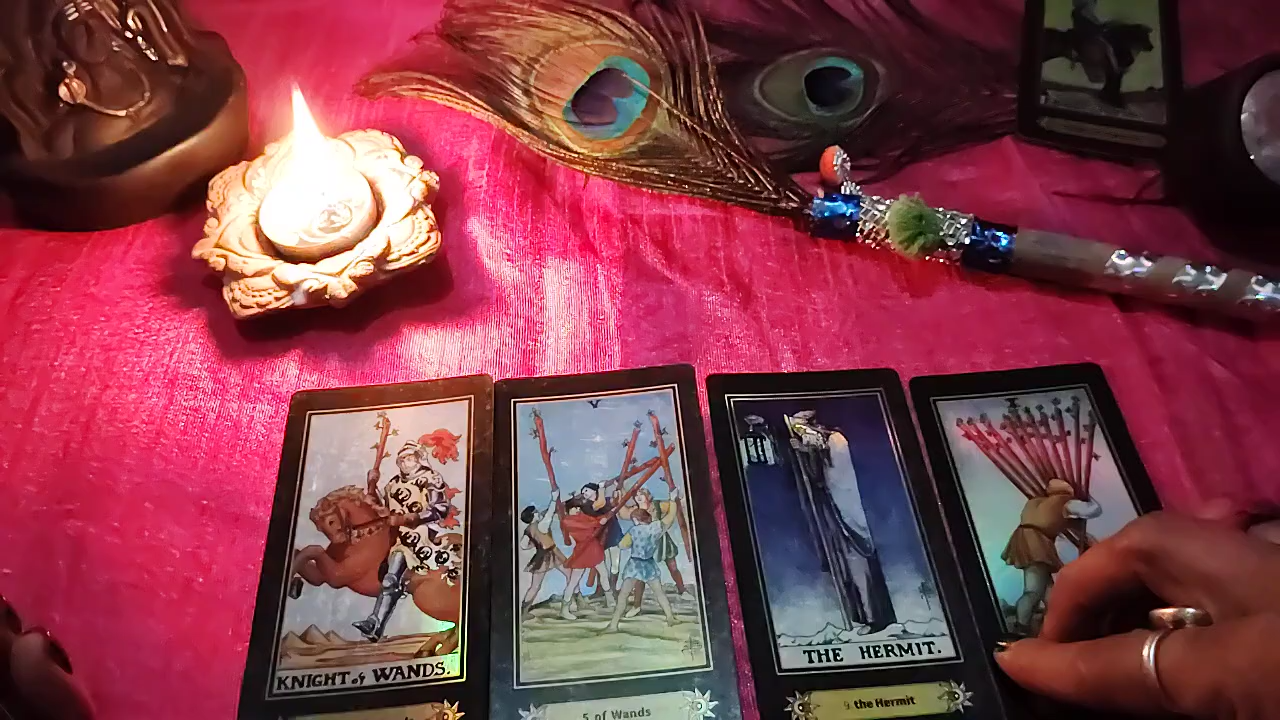 V
X
KNIGHT of WANDS.
THE HERMIT.
5 of Wands
9 the Hermit